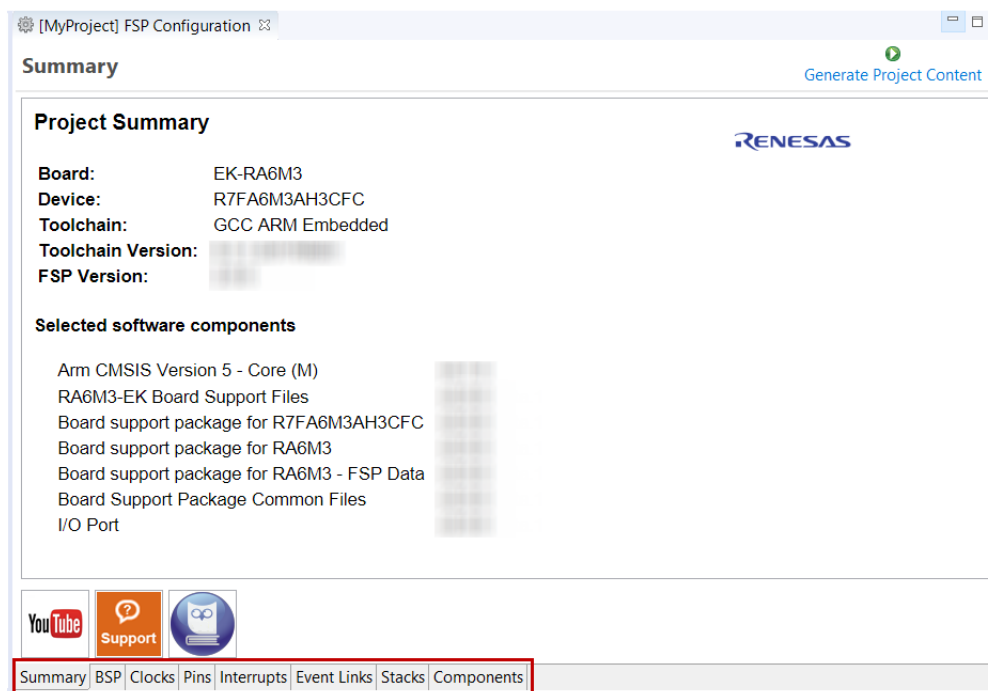 [MyProject] FSP Configuration
Summary
Generate Project Content
Project Summary
RENESAS
Board: EK-RA6M3
Device: R7FA6M3AH3CFC
Toolchain: GCC ARM Embedded
Toolchain Version:
FSP Version:
Selected software components
Arm CMSIS Version 5 - Core (M)
RA6M3-EK Board Support Files
Board support package for R7FA6M3AH3CFC
Board support package for RA6M3
Board support package for RA6M3 - FSP Data
Board Support Package Common Files
I/O Port
YouTube
Support
Summary BSP Clocks Pins Interrupts Event Links Stacks Components